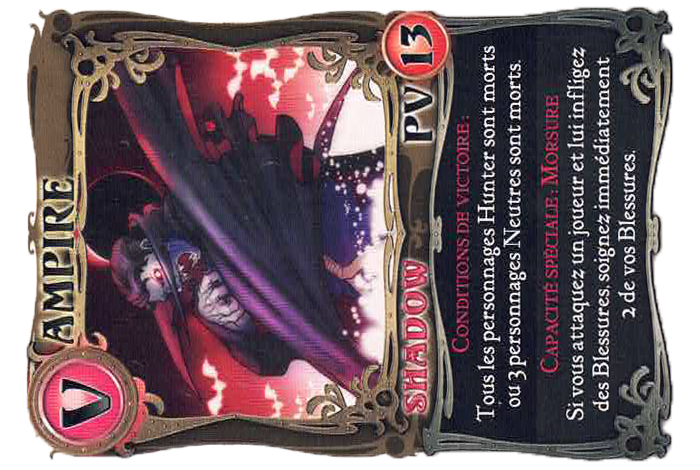 VAMPIRE
SHADOW PV 13
CONDITIONS DE VICTOIRE :
Tous les personnages Hunter sont morts
ou 3 personnages Neutres sont morts.
CAPACITÉ SPÉCIALE : MORSURE
Si vous attaquez un joueur et lui infligez
des Blessures, soignez immédiatement
2 de vos Blessures.